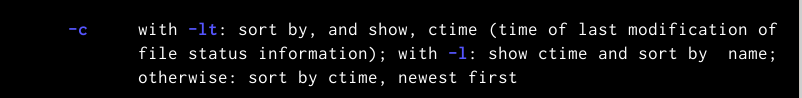 -c with -lt: sort by, and show, ctime (time of last modification of
file status information); with -l: show ctime and sort by  name;
otherwise: sort by ctime, newest first